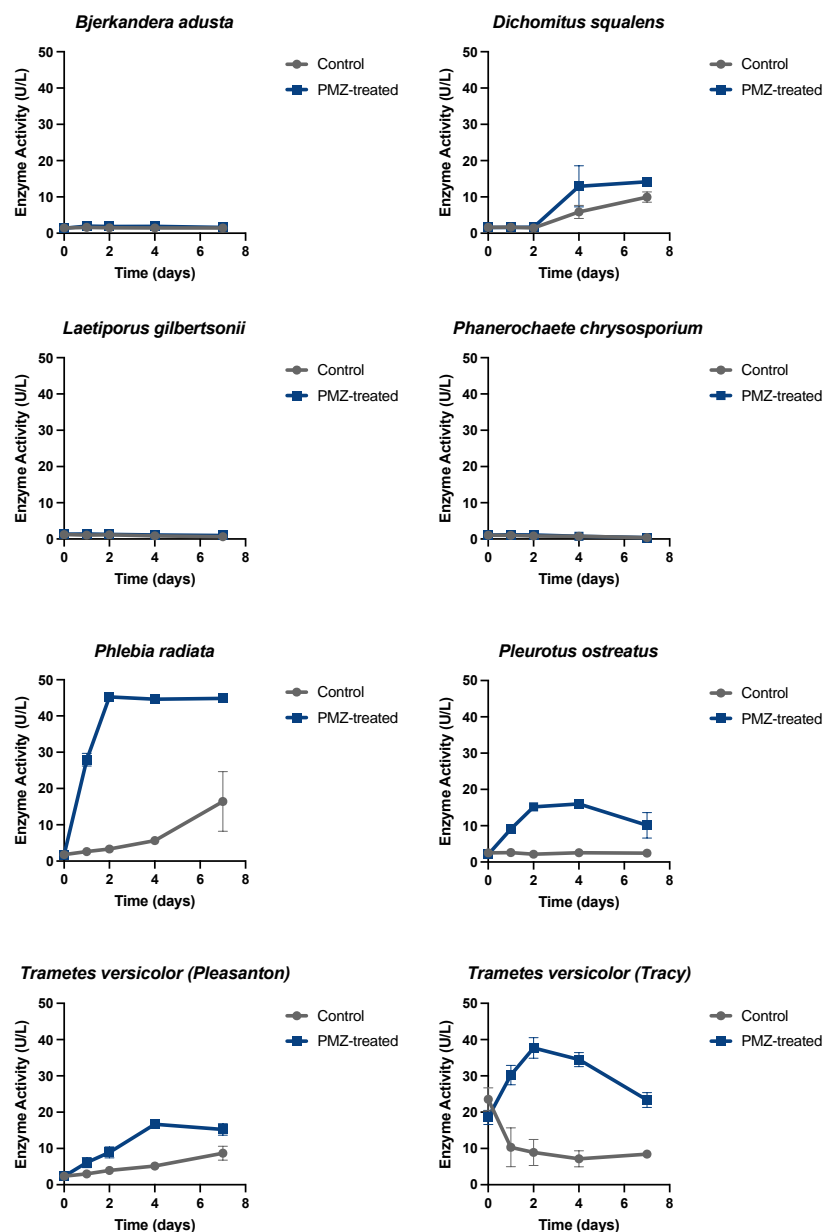 Bjerkandera adusta
50
40
30
20
10
0
Enzyme Activity (U/L)
0 2 4 6 8
Time (days)
Control
PMZ-treated
Dichomitus squalens
50
40
30
20
10
0
Enzyme Activity (U/L)
0 2 4 6 8
Time (days)
Control
PMZ-treated
Laetiporus gilbertsonii
50
40
30
20
10
0
Enzyme Activity (U/L)
0 2 4 6 8
Time (days)
Control
PMZ-treated
Phanerochaete chrysosporium
50
40
30
20
10
0
Enzyme Activity (U/L)
0 2 4 6 8
Time (days)
Control
PMZ-treated
Phlebia radiata
50
40
30
20
10
0
Enzyme Activity (U/L)
0 2 4 6 8
Time (days)
Control
PMZ-treated
Pleurotus ostreatus
50
40
30
20
10
0
Enzyme Activity (U/L)
0 2 4 6 8
Time (days)
Control
PMZ-treated
Trametes versicolor (Pleasanton)
50
40
30
20
10
0
Enzyme Activity (U/L)
0 2 4 6 8
Time (days)
Control
PMZ-treated
Trametes versicolor (Tracy)
50
40
30
20
10
0
Enzyme Activity (U/L)
0 2 4 6 8
Time (days)
Control
PMZ-treated